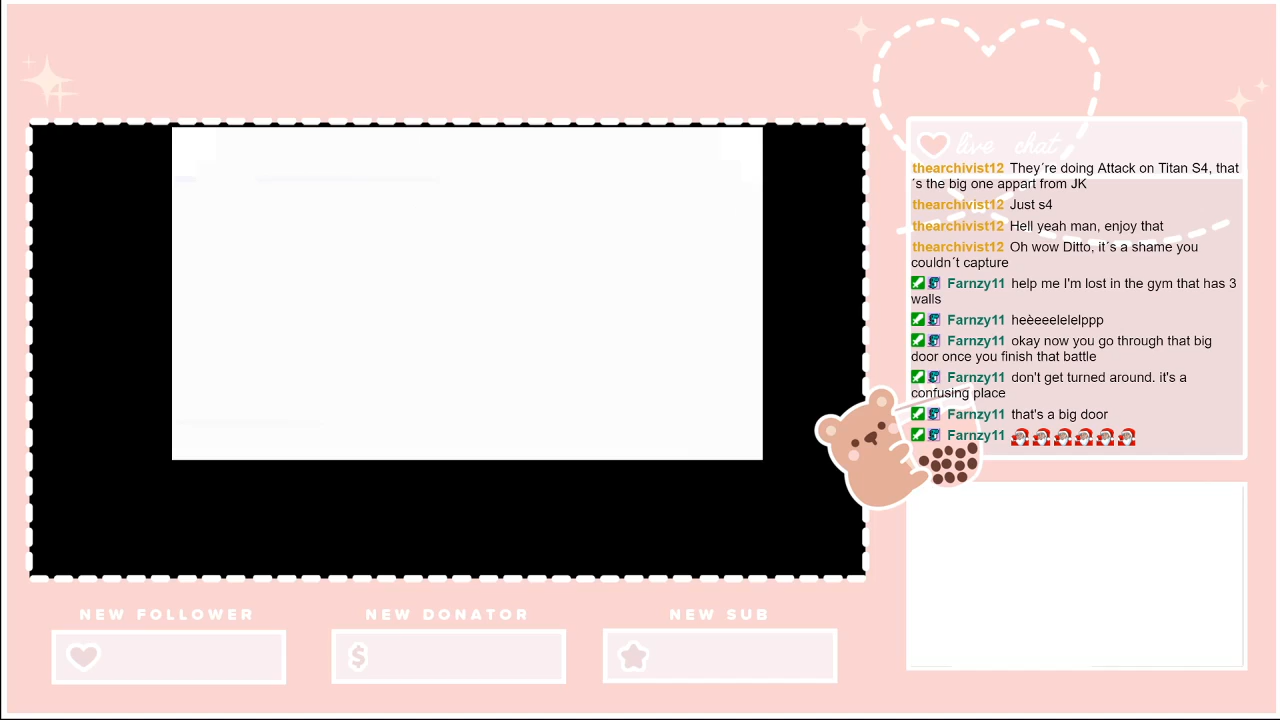 live chat
thearchivist12 They´re doing Attack on Titan S4, that
´s the big one appart from JK
thearchivist12 Just s4
thearchivist12 Hell yeah man, enjoy that
thearchivist12 Oh wow Ditto, it´s a shame you
couldn´t capture
Farnzy11 help me I'm lost in the gym that has 3
walls
Farnzy11 heèeeelelelppp
Farnzy11 okay now you go through that big
door once you finish that battle
Farnzy11 don't get turned around. it's a
confusing place
Farnzy11 that's a big door
Farnzy11
NEW FOLLOWER
NEW DONATOR
$
NEW SUB